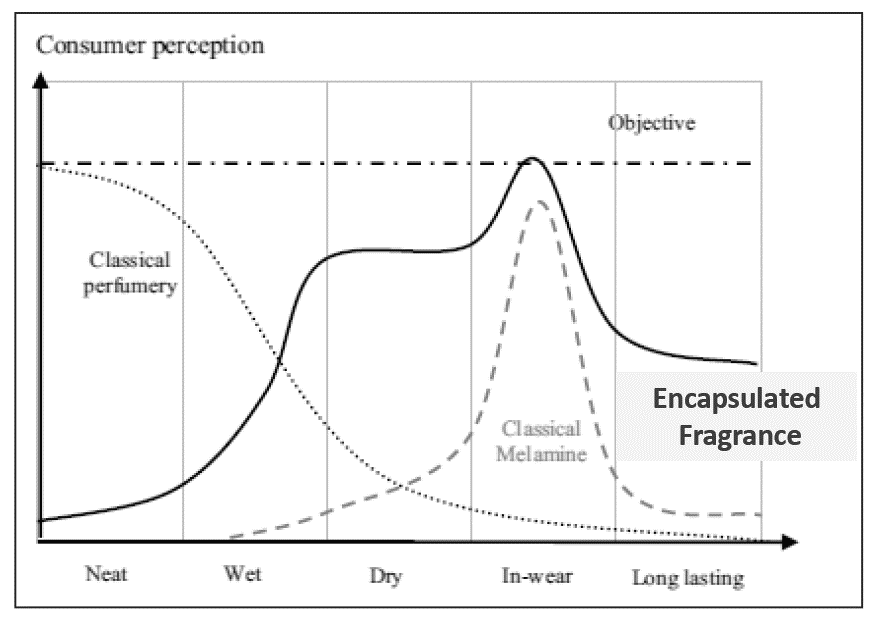 Consumer perception
Objective
Classical
perfumery
Encapsulated
Fragrance
Classical
Melamine
Neat
Wet
Dry
In-wear
Long lasting